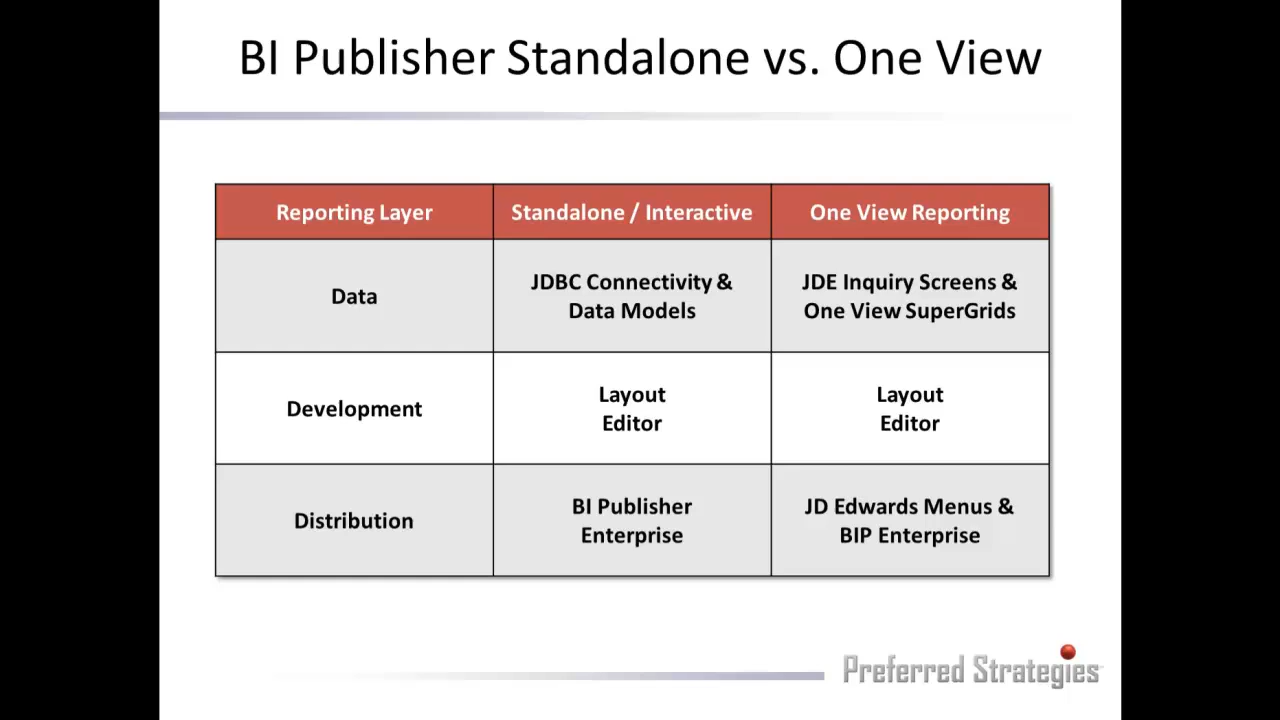 BI Publisher Standalone vs. One View
Reporting Layer
Standalone / Interactive
One View Reporting
Data
JDBC Connectivity &
Data Models
JDE Inquiry Screens &
One View SuperGrids
Development
Layout
Editor
Layout
Editor
Distribution
BI Publisher
Enterprise
JD Edwards Menus &
BIP Enterprise
Preferred Strategies